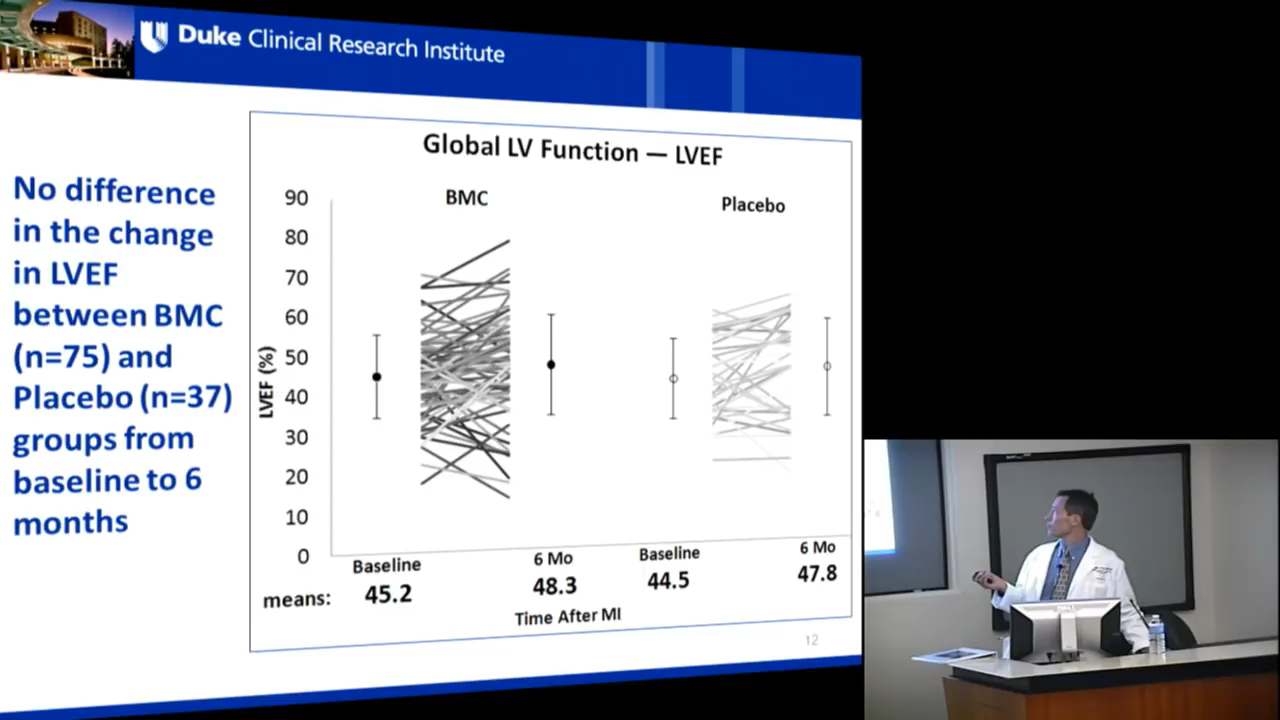 Duke Clinical Research Institute
No difference
in the change
in LVEF
between BMC
(n=75) and
Placebo (n=37)
groups from
baseline to 6
months
Global LV Function — LVEF
BMC
Placebo
LVEF (%)
90
80
70
60
50
40
30
20
10
0
Baseline
6 Mo
Baseline
6 Mo
means:
45.2
48.3
44.5
47.8
Time After MI
12